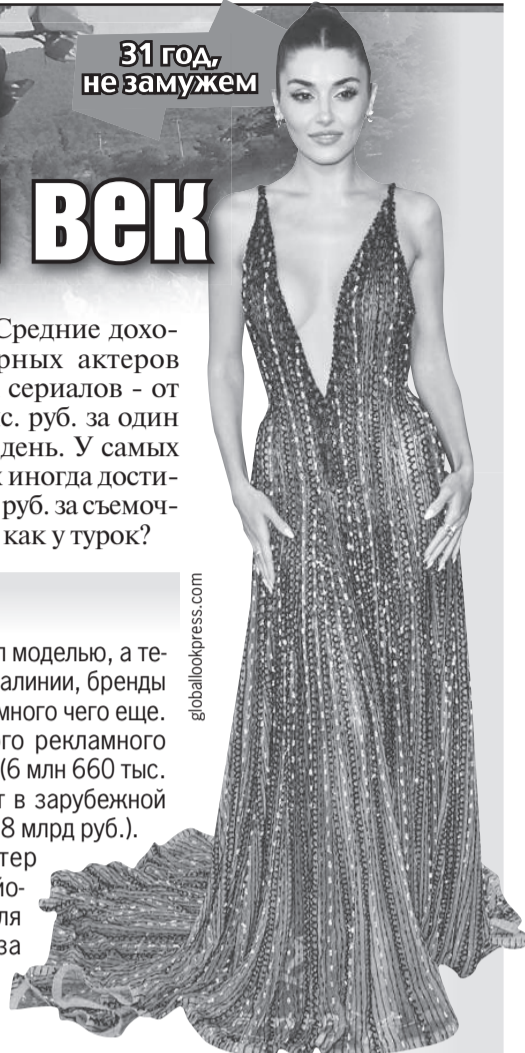 31 год,
не замужем
век
Средние дохо-
рных актеров
сериалов - от
с. руб. за один
день. У самых
х иногда дости-
руб. за съемоч-
как у турок?
globallookpress.com
л моделью, а те-
алинии, бренды
много чего еще.
го рекламного
(6 млн 660 тыс.
т в зарубежной
8 млрд руб.).
тер
йо-
ля
за